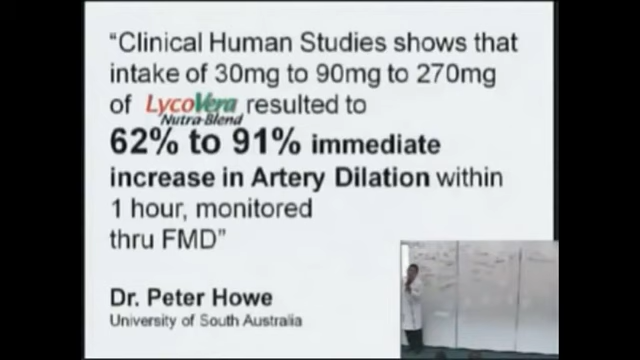 “Clinical Human Studies shows that
intake of 30mg to 90mg to 270mg
of LycoVera resulted to
Nutra-Blend
62% to 91% immediate
increase in Artery Dilation within
1 hour, monitored
thru FMD”
Dr. Peter Howe
University of South Australia